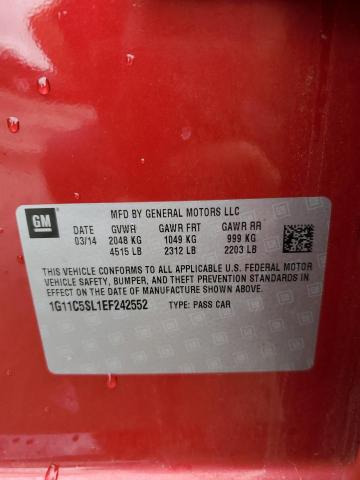 GM
MFD BY GENERAL MOTORS LLC
DATE GVWR GAWR FRT GAWR RR
03/14 2048 KG 1049 KG 999 KG
4515 LB 2312 LB 2203 LB
THIS VEHICLE CONFORMS TO ALL APPLICABLE U.S. FEDERAL MOTOR
VEHICLE SAFETY, BUMPER, AND THEFT PREVENTION STANDARDS IN
EFFECT ON THE DATE OF MANUFACTURE SHOWN ABOVE.
1G11C5SL1EF242552 TYPE: PASS CAR